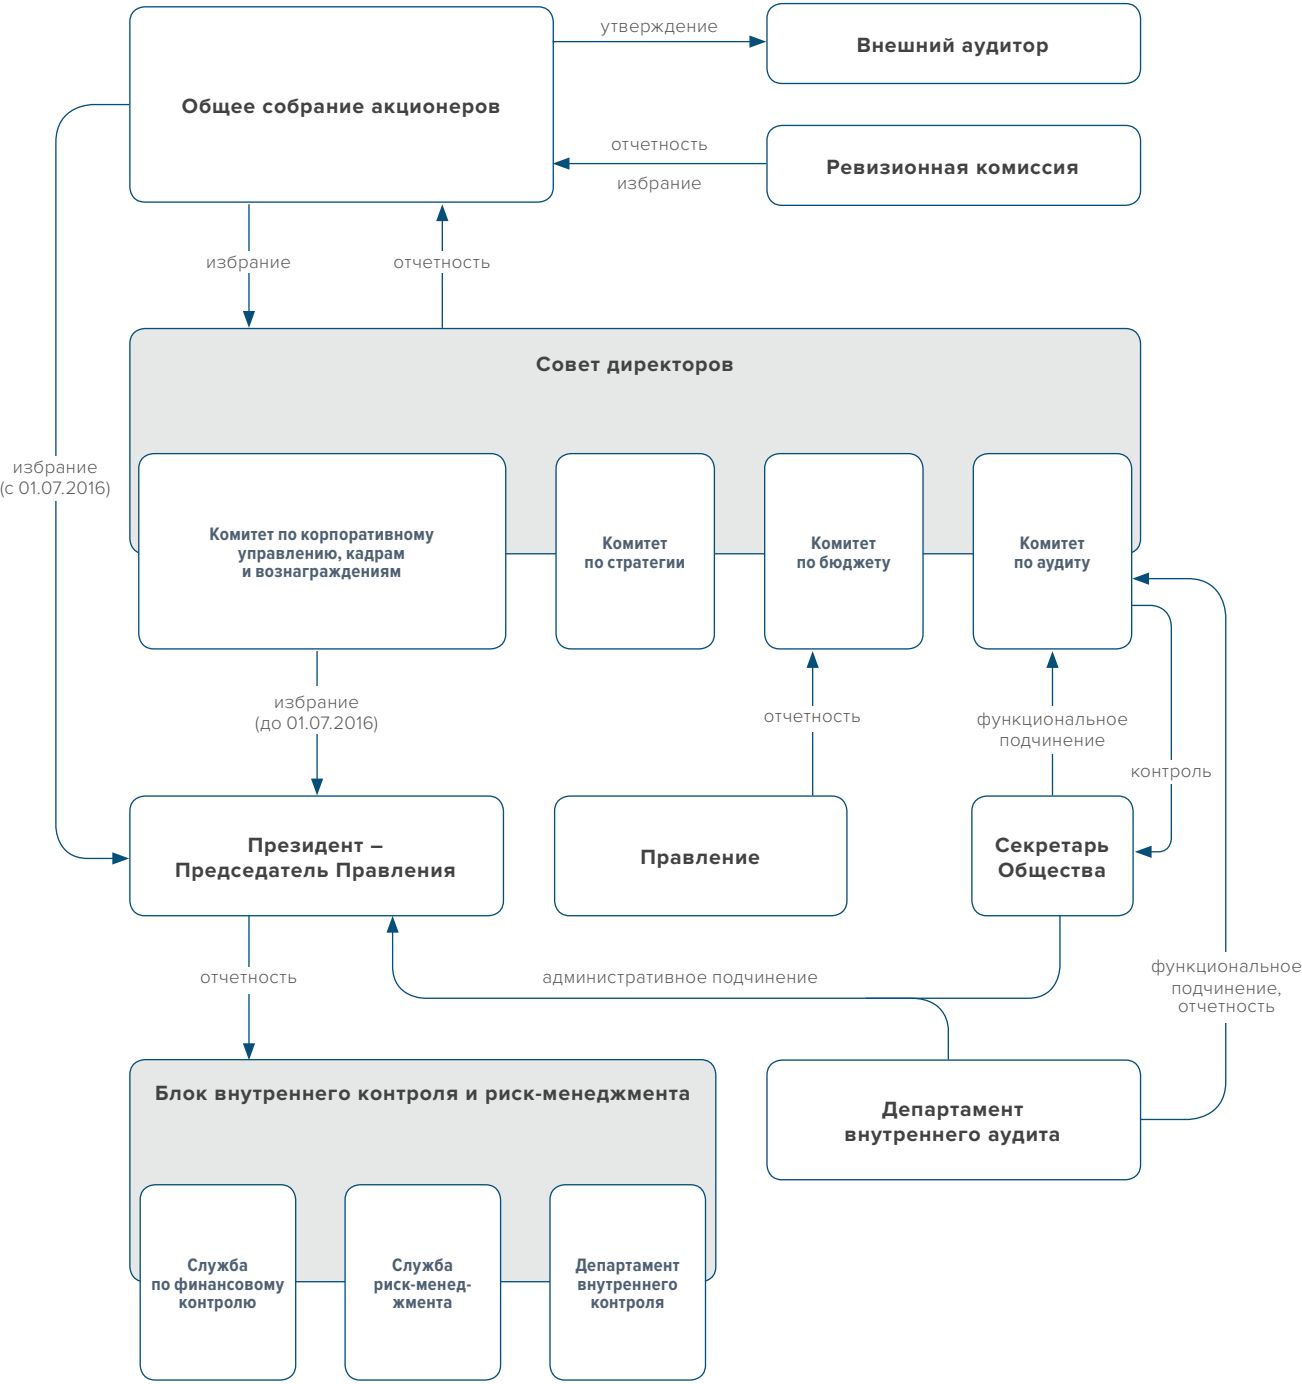 утверждение
Внешний аудитор
Общее собрание акционеров
отчетность
избрание
Ревизионная комиссия
избрание
отчетность
Совет директоров
избрание
(с 01.07.2016)
Комитет по корпоративному
управлению, кадрам
и вознаграждениям
Комитет
по стратегии
Комитет
по бюджету
Комитет
по аудиту
избрание
(до 01.07.2016)
отчетность
функциональное
подчинение
контроль
Президент –
Председатель Правления
Правление
Секретарь
Общества
отчетность
административное подчинение
функциональное
подчинение,
отчетность
Блок внутреннего контроля и риск-менеджмента
Департамент
внутреннего аудита
Служба
по финансовому
контролю
Служба
риск-менед-
жмента
Департамент
внутреннего
контроля